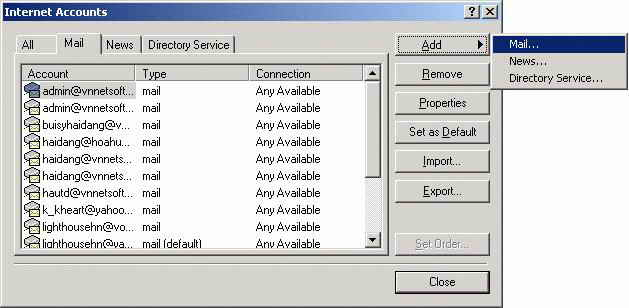 Internet Accounts
All Mail News Directory Service
Account Type Connection
admin@vnnetsoft... mail Any Available
admin@vnnetsoft... mail Any Available
buisyhaidang@v... mail Any Available
haidang@hoahu... mail Any Available
haidang@vnnets... mail Any Available
haidang@vnnets... mail Any Available
hautd@vnnetsoft... mail Any Available
k_kheart@yahoo... mail Any Available
lighthousehn@vo... mail Any Available
lighthousehn@ya... mail (default) Any Available
Add
Remove
Properties
Set as Default
Import...
Export...
Set Order...
Close
Mail...
News...
Directory Service...